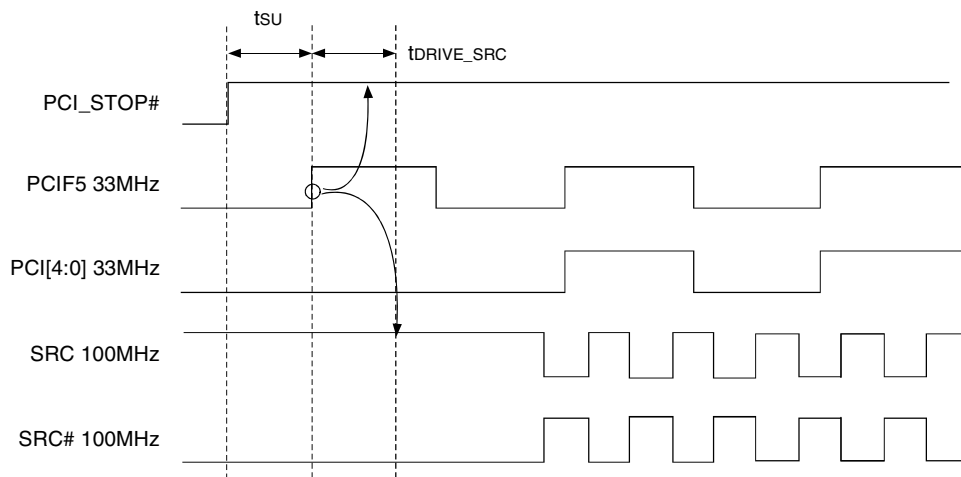 tSU
tDRIVE_SRC
PCI_STOP#
PCIF5 33MHz
PCI[4:0] 33MHz
SRC 100MHz
SRC# 100MHz